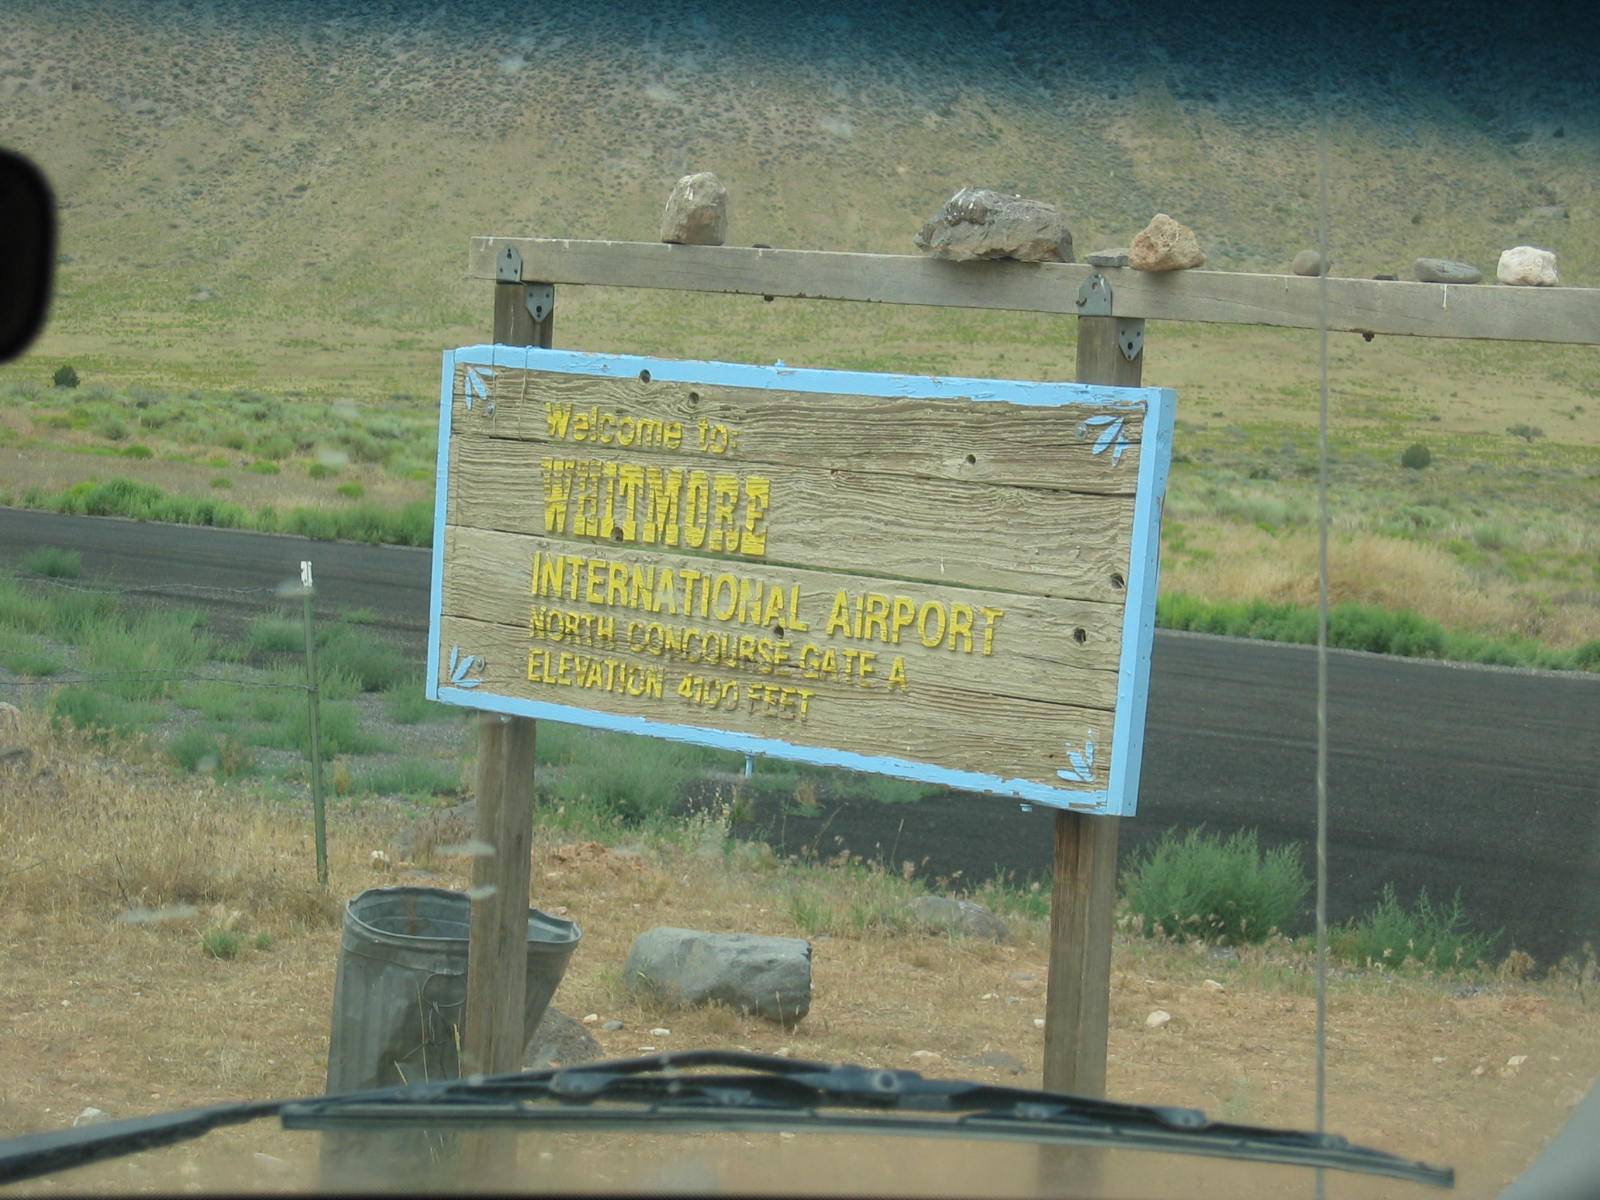 Welcome to:
WHITMORE
INTERNATIONAL AIRPORT
NORTH CONCOURSE GATE A
ELEVATION 4100 FEET